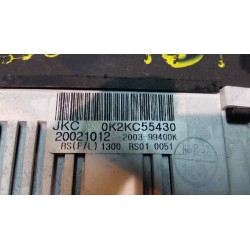 JKC 0K2KC55430
20021012 2003-99400K
RS(F/L) 1300 RS01 0051